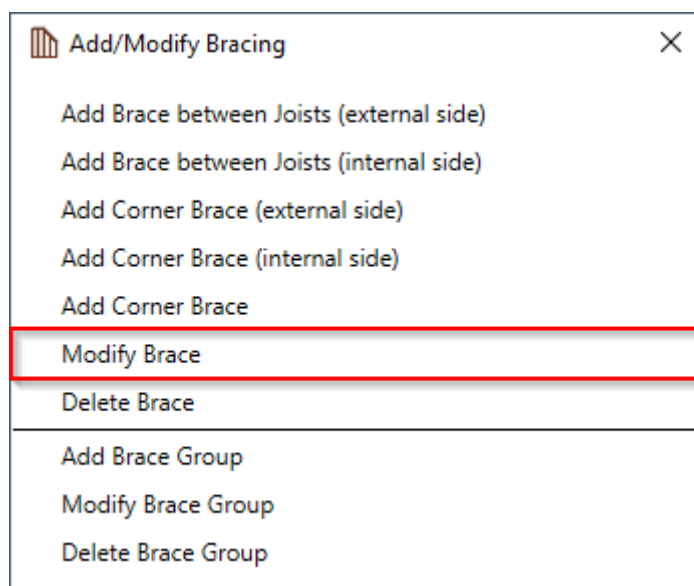 Add/Modify Bracing
Add Brace between Joists (external side)
Add Brace between Joists (internal side)
Add Corner Brace (external side)
Add Corner Brace (internal side)
Add Corner Brace
Modify Brace
Delete Brace
Add Brace Group
Modify Brace Group
Delete Brace Group